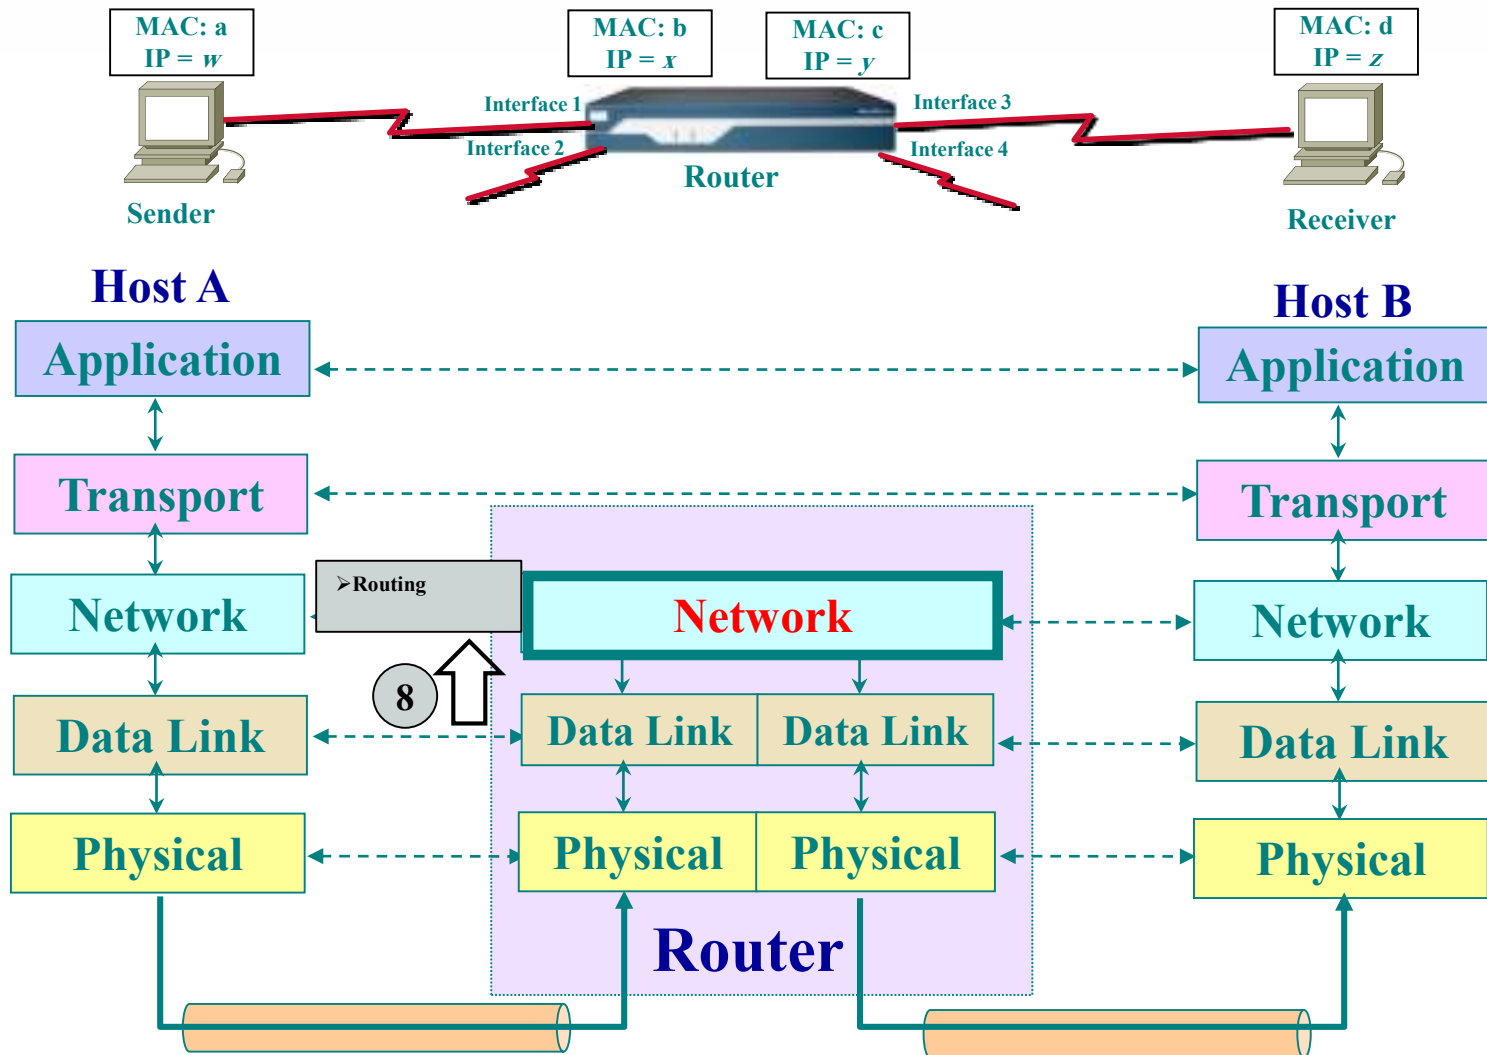 MAC: a
IP = w
MAC: b
IP = x
MAC: c
IP = y
MAC: d
IP = z
Interface 1
Interface 2
Interface 3
Interface 4
Sender
Router
Receiver
Host A
Host B
Application
Application
Transport
Transport
➢Routing
Network
Network
Network
8
Data Link
Data Link
Data Link
Data Link
Physical
Physical
Physical
Physical
Router